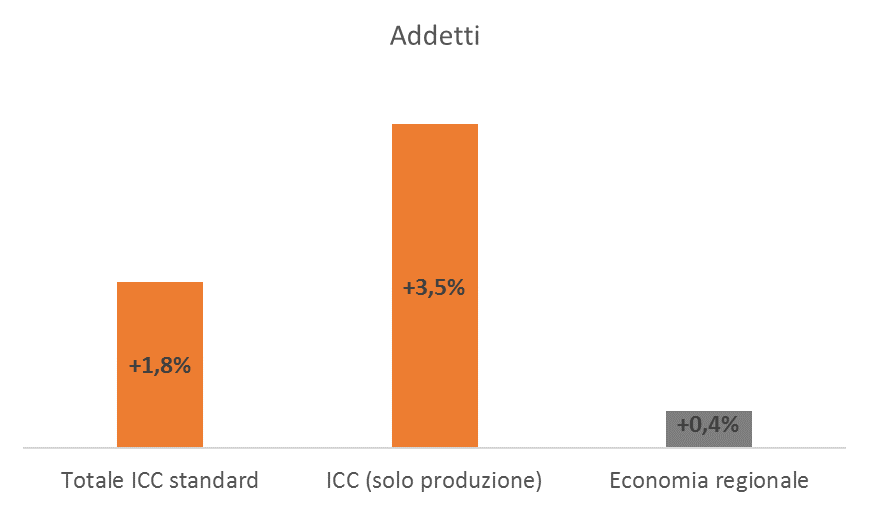 Addetti
+3,5%
+1,8%
+0,4%
Totale ICC standard
ICC (solo produzione)
Economia regionale